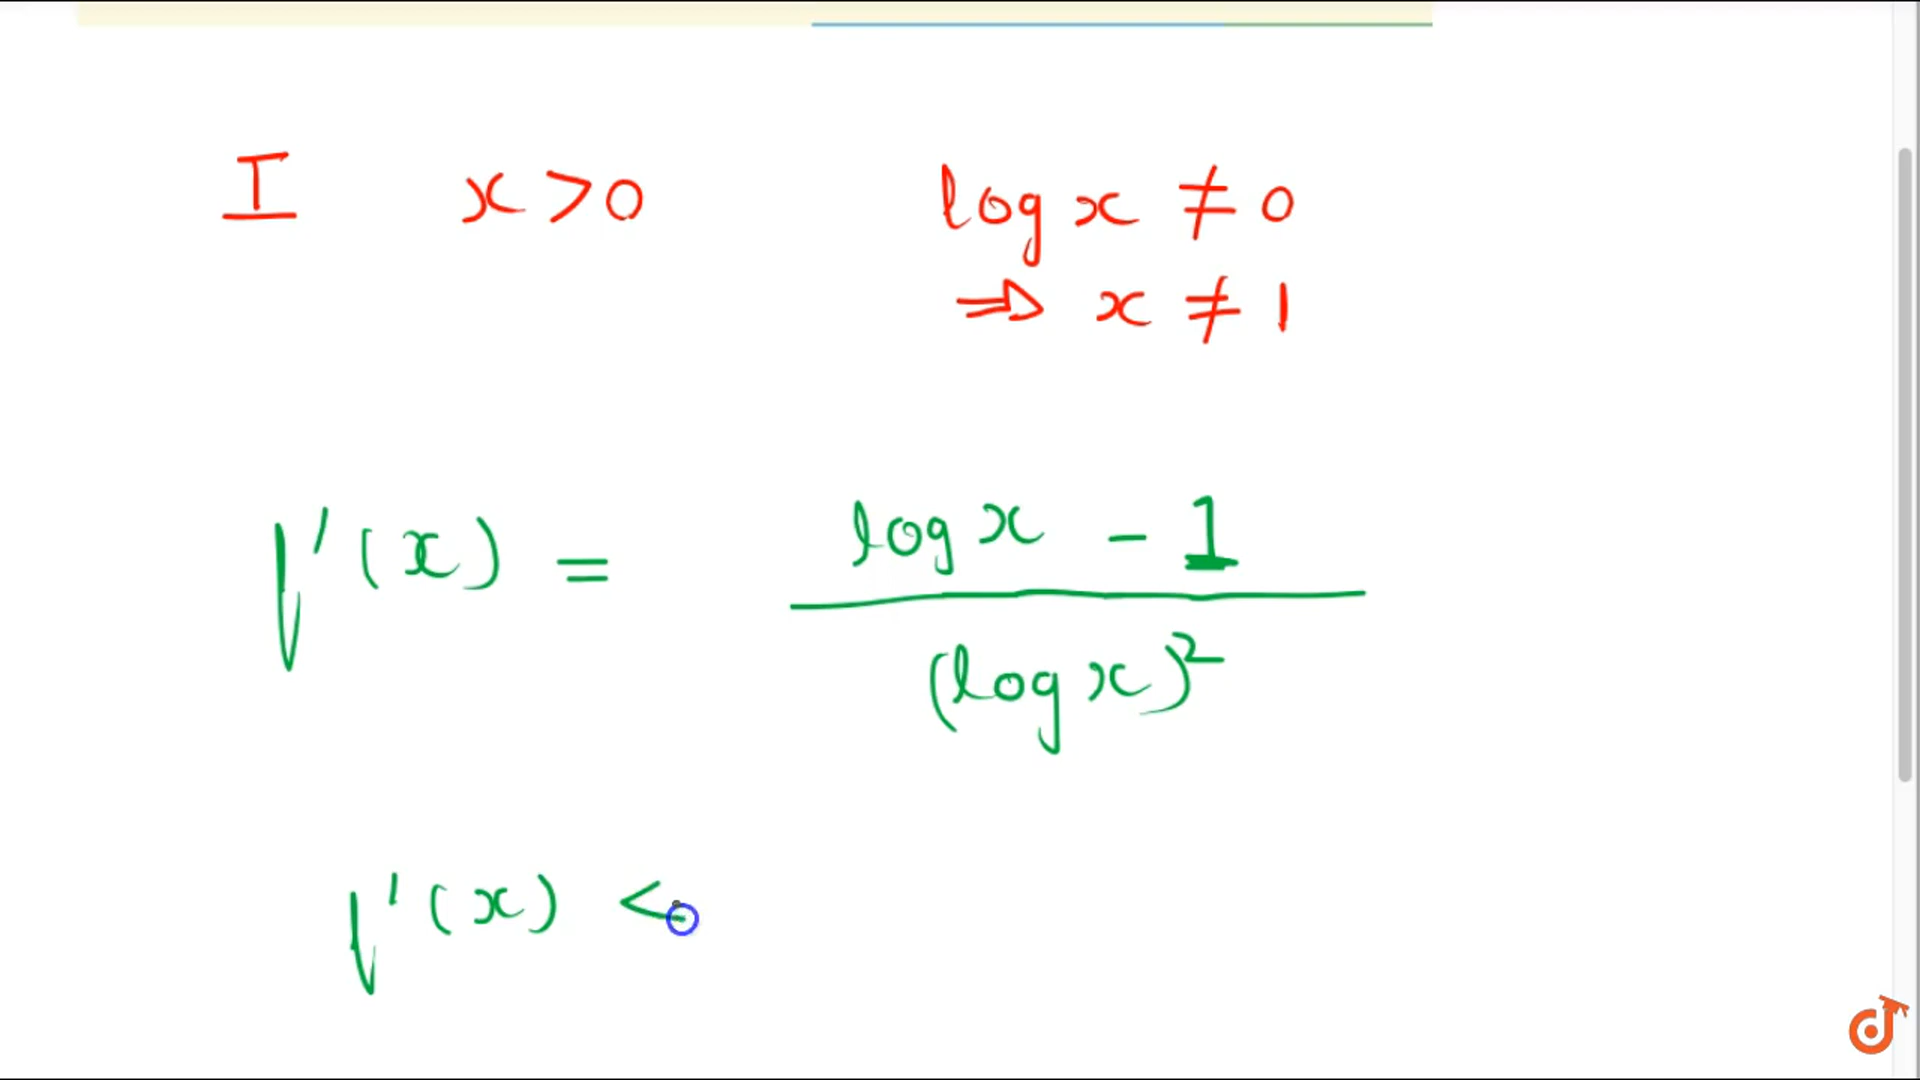 I x>0 log x ≠ 0
⇒ x ≠ 1
f'(x) = log x - 1
(log x)²
f'(x) <